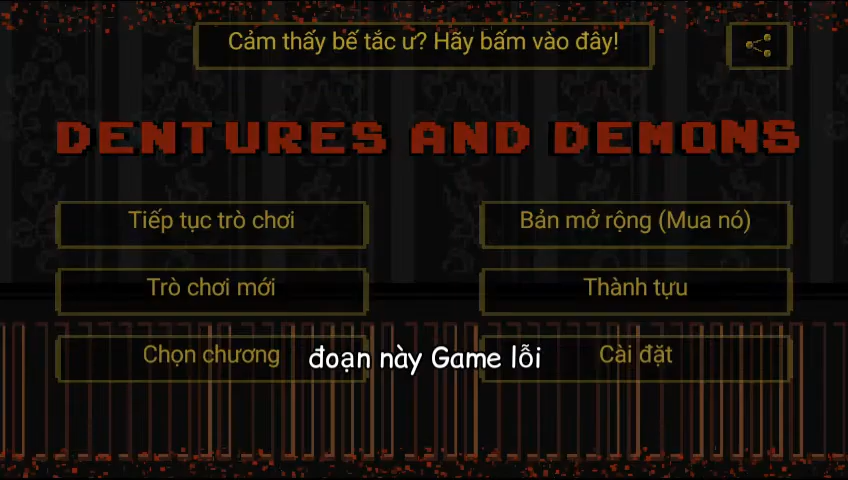 Cảm thấy bế tắc ư? Hãy bấm vào đây!
DENTURES AND DEMONS
Tiếp tục trò chơi
Bản mở rộng (Mua nó)
Trò chơi mới
Thành tựu
Chọn chương
đoạn này Game lỗi
Cài đặt